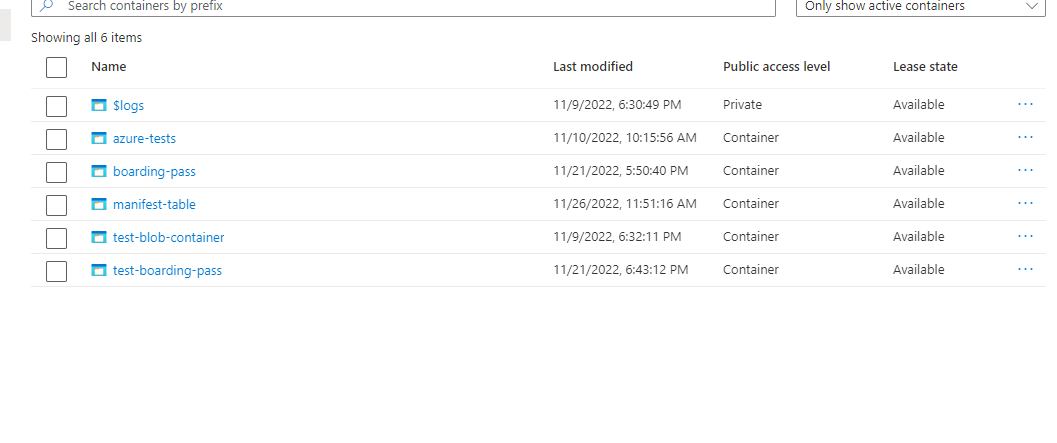 Search containers by prefix Only show active containers
Showing all 6 items
Name Last modified Public access level Lease state
$logs 11/9/2022, 6:30:49 PM Private Available ...
azure-tests 11/10/2022, 10:15:56 AM Container Available ...
boarding-pass 11/21/2022, 5:50:40 PM Container Available ...
manifest-table 11/26/2022, 11:51:16 AM Container Available ...
test-blob-container 11/9/2022, 6:32:11 PM Container Available ...
test-boarding-pass 11/21/2022, 6:43:12 PM Container Available ...